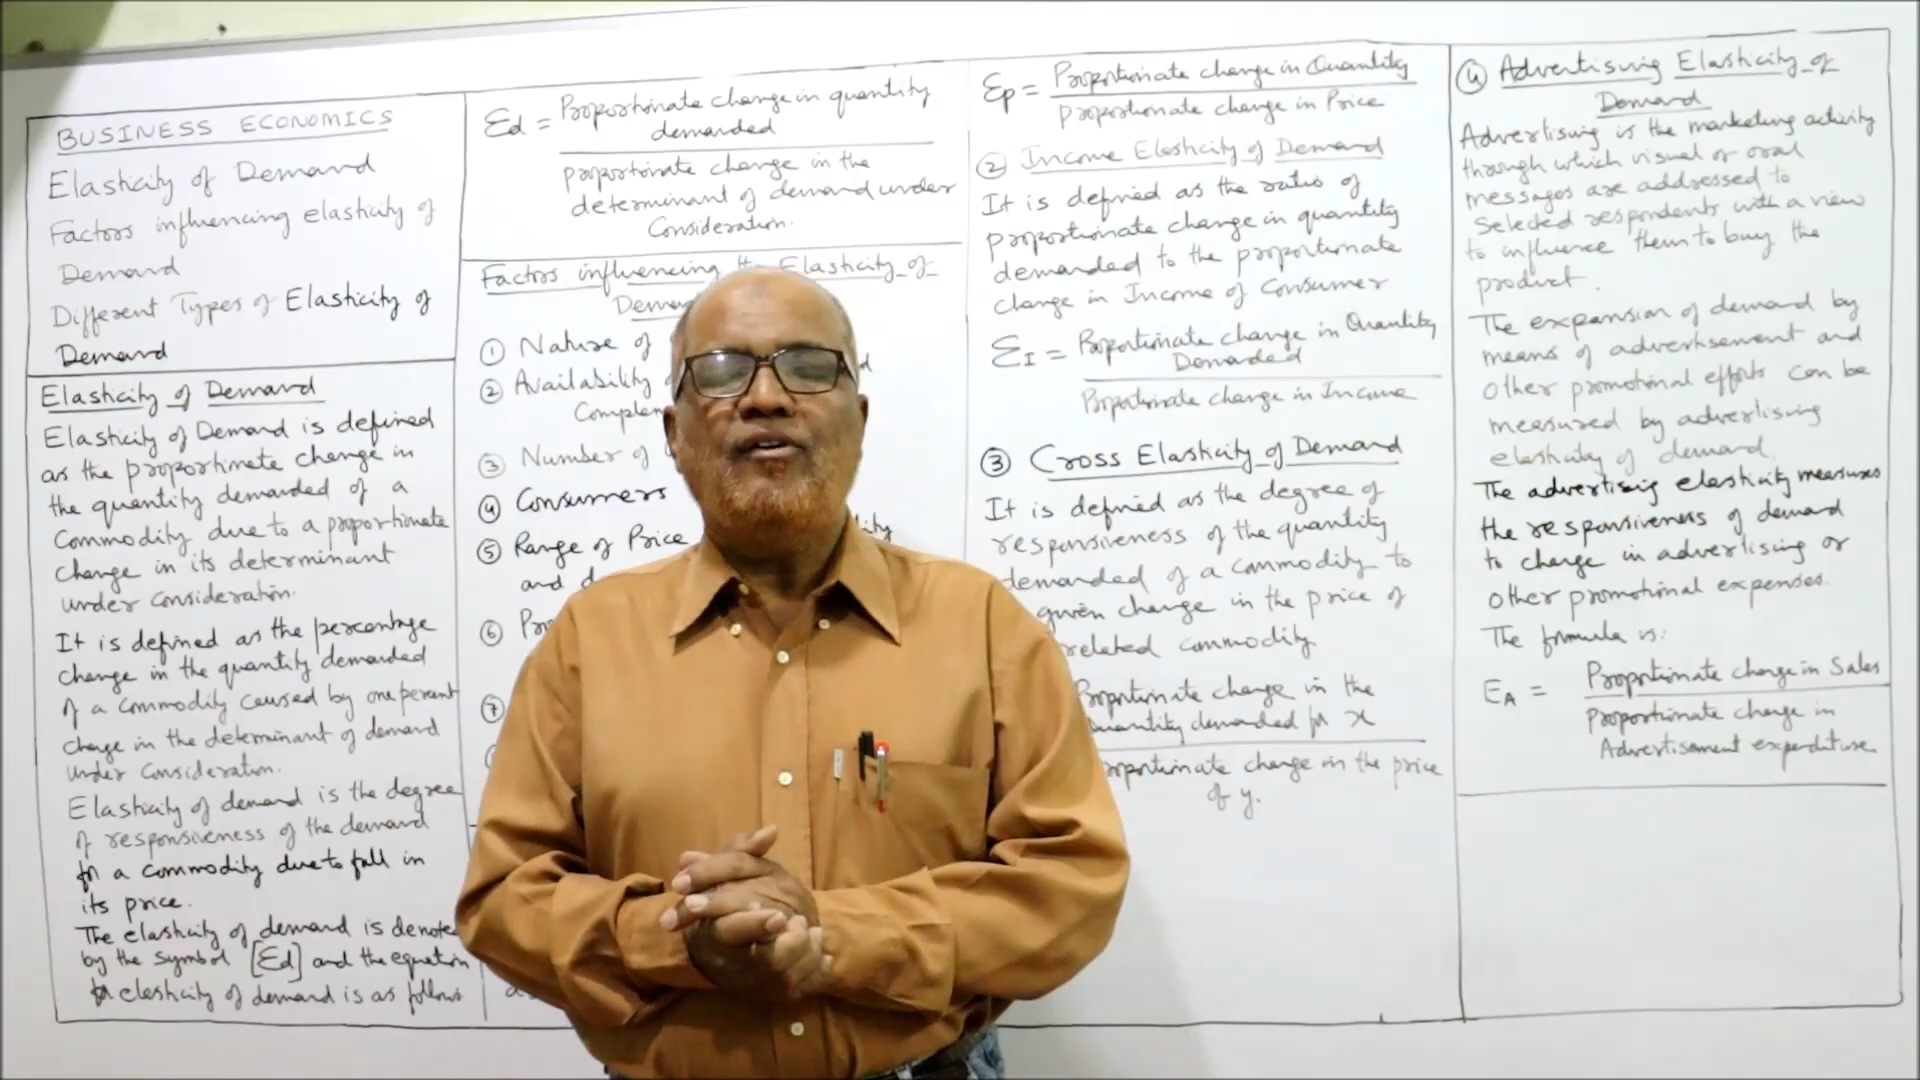 BUSINESS ECONOMICS
Elasticity of Demand
Factors influencing elasticity of
Demand
Different Types of Elasticity of
Demand
Elasticity of Demand
Elasticity of Demand is defined
as the proportinate change in
the quantity demanded of a
Commodity due to a proportionate
change in its determinant
under consideration.
It is defined as the percentage
change in the quantity demanded
of a commodity caused by one percent
change in the determinant of demand
under consideration.
Elasticity of demand is the degree
of responsiveness of the demand
for a commodity due to fall in
its price.
The elasticity of demand is denoted
by the symbol [Ed] and the equation
for elasticity of demand is as follows
Ed = Proportionate change in quantity
demanded
proportionate change in the
determinant of demand under
Consideration.
Factors influencing the Elasticity of
① Nature of
② Availability
③ Number of
④ Consumers
⑤ Range of Price
and
⑥
⑦
Ep = Proportionate change in Quantity
proportionate change in Price
② Income Elasticity of Demand
It is defined as the ratio of
proportionate change in quantity
demanded to the proportionate
change in Income of Consumer
EI = Proportionate change in Quantity
Demanded
Proportionate change in Income
③ Cross Elasticity of Demand
It is defined as the degree of
responsiveness of the quantity
demanded of a commodity to
given change in the price of
related commodity
Proportinate change in the
Quantity demanded for x
change in the price
of y.
④ Advertising Elasticity of
Demand
Advertising is the marketing activity
through which visual or oral
messages are addressed to
Selected respondents with a view
to influence them to buy the
product.
The expansion of demand by
means of advertisement and
other promotional efforts can be
measured by advertising
elasticity of demand.
The advertising elasticity measures
the responsiveness of demand
to change in advertising or
other promotional expenses.
The formula is:
EA = Proportionate change in Sales
Proportionate change in
Advertisement expenditure